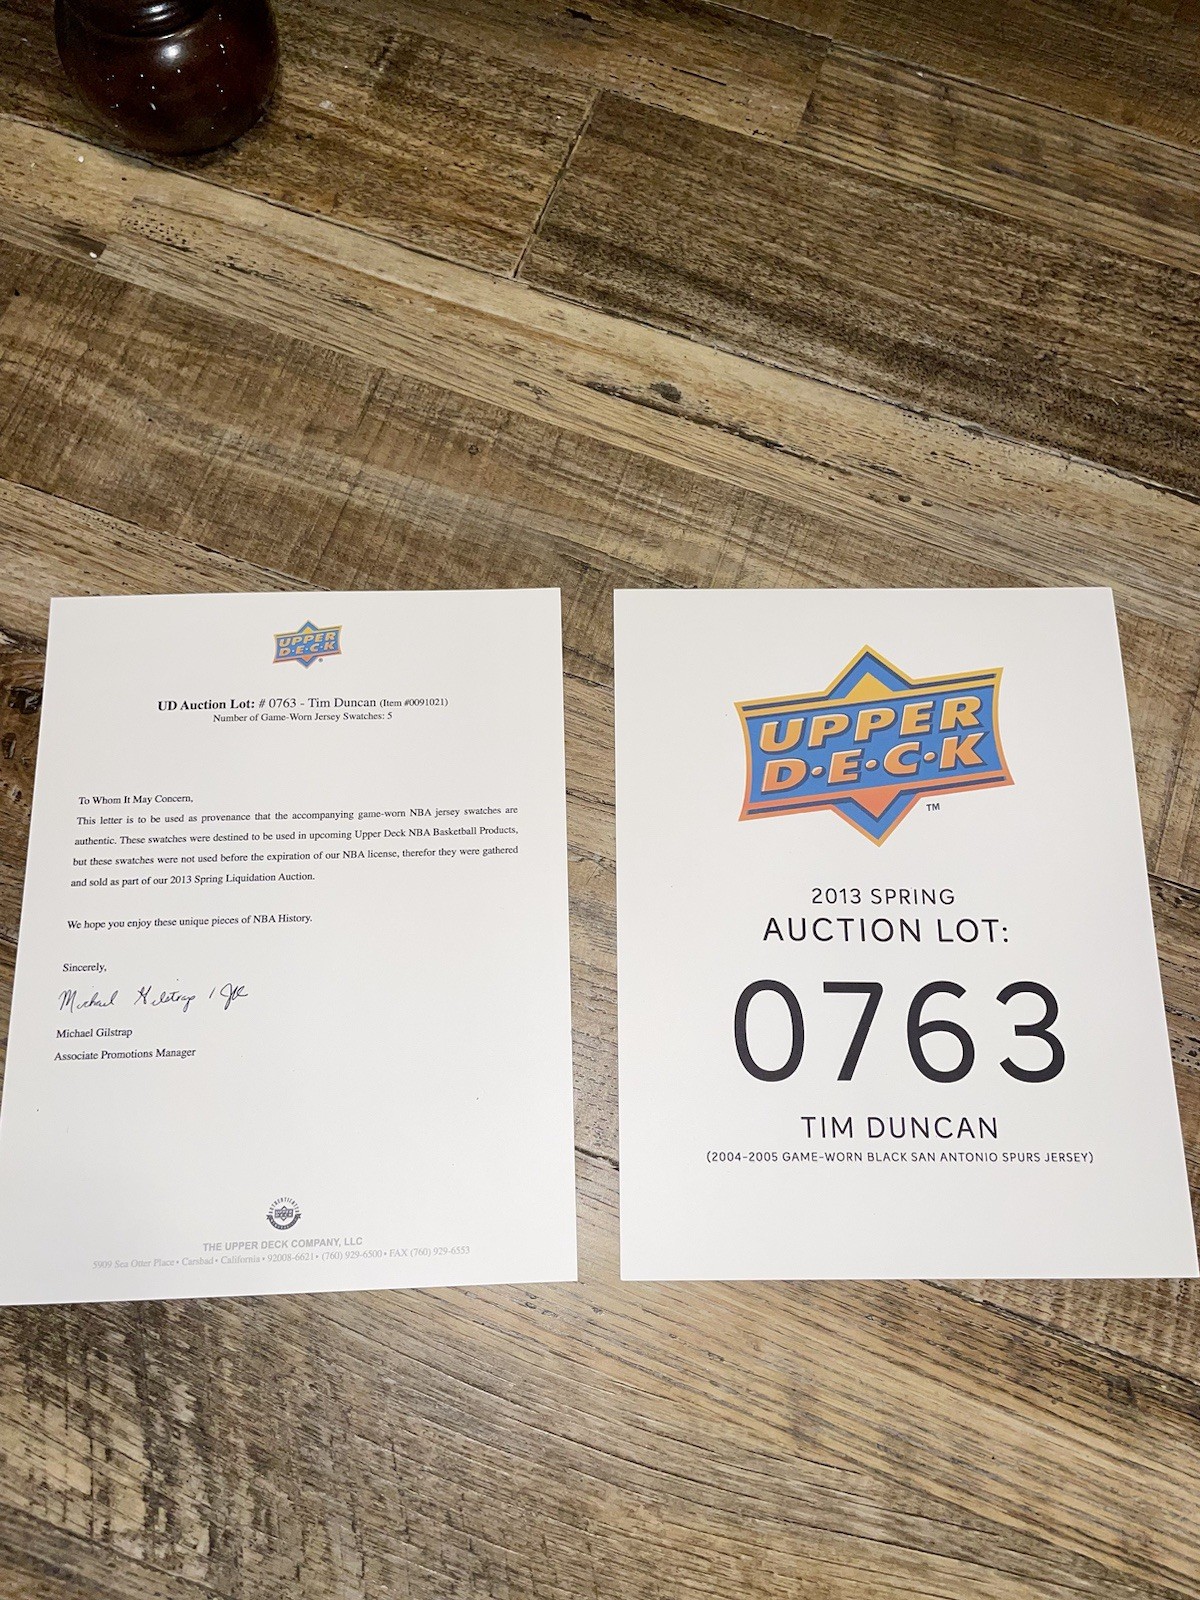 UPPER
D·E·C·K
UD Auction Lot: # 0763 - Tim Duncan (Item #0091021)
Number of Game-Worn Jersey Swatches: 5
To Whom It May Concern,
This letter is to be used as provenance that the accompanying game-worn NBA jersey swatches are
authentic. These swatches were destined to be used in upcoming Upper Deck NBA Basketball Products,
but these swatches were not used before the expiration of our NBA license, therefor they were gathered
and sold as part of our 2013 Spring Liquidation Auction.
We hope you enjoy these unique pieces of NBA History.
Sincerely,
Michael Gilstrap
Michael Gilstrap
Associate Promotions Manager
THE UPPER DECK COMPANY, LLC
5909 Sea Otter Place • Carlsbad • California • 92008-6621 • (760) 929-6500 • FAX (760) 929-6553
UPPER
D·E·C·K
TM
2013 SPRING
AUCTION LOT:
0763
TIM DUNCAN
(2004-2005 GAME-WORN BLACK SAN ANTONIO SPURS JERSEY)